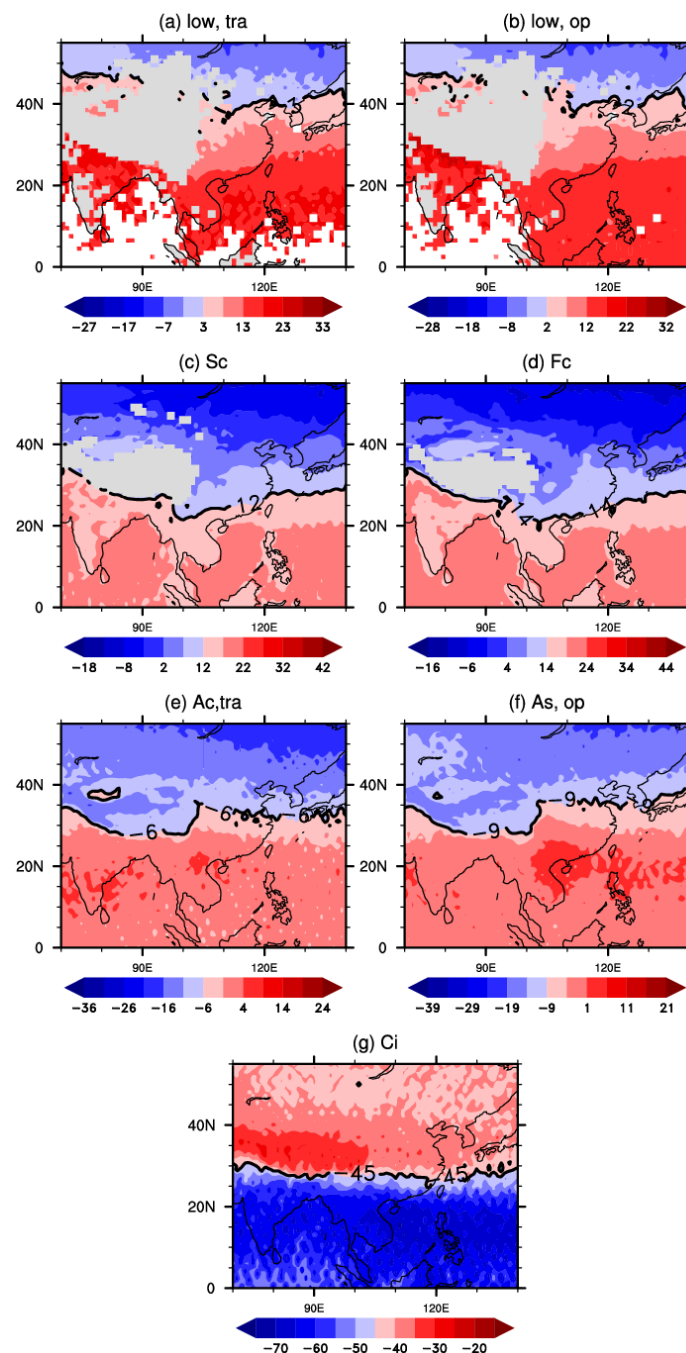 (a) low, tra
(b) low, op
40N
20N
0
90E
120E
90E
120E
−27 −17 −7 3 13 23 33
−28 −18 −8 2 12 22 32
(c) Sc
(d) Fc
40N
20N
0
12
40N
20N
0
14
90E
120E
90E
120E
−18 −8 2 12 22 32 42
−16 −6 4 14 24 34 44
(e) Ac,tra
(f) As, op
40N
20N
0
−6
−6
−6
40N
20N
0
−9
−9
90E
120E
90E
120E
−36 −26 −16 −6 4 14 24
−39 −29 −19 −9 1 11 21
(g) Ci
40N
20N
0
−45
−45
90E
120E
−70 −60 −50 −40 −30 −20